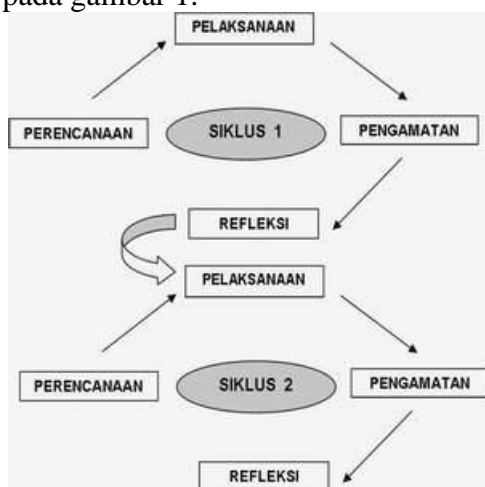 pada gambar 1.
PELAKSANAAN
PERENCANAAN
SIKLUS 1
PENGAMATAN
REFLEKSI
PELAKSANAAN
PERENCANAAN
SIKLUS 2
PENGAMATAN
REFLEKSI